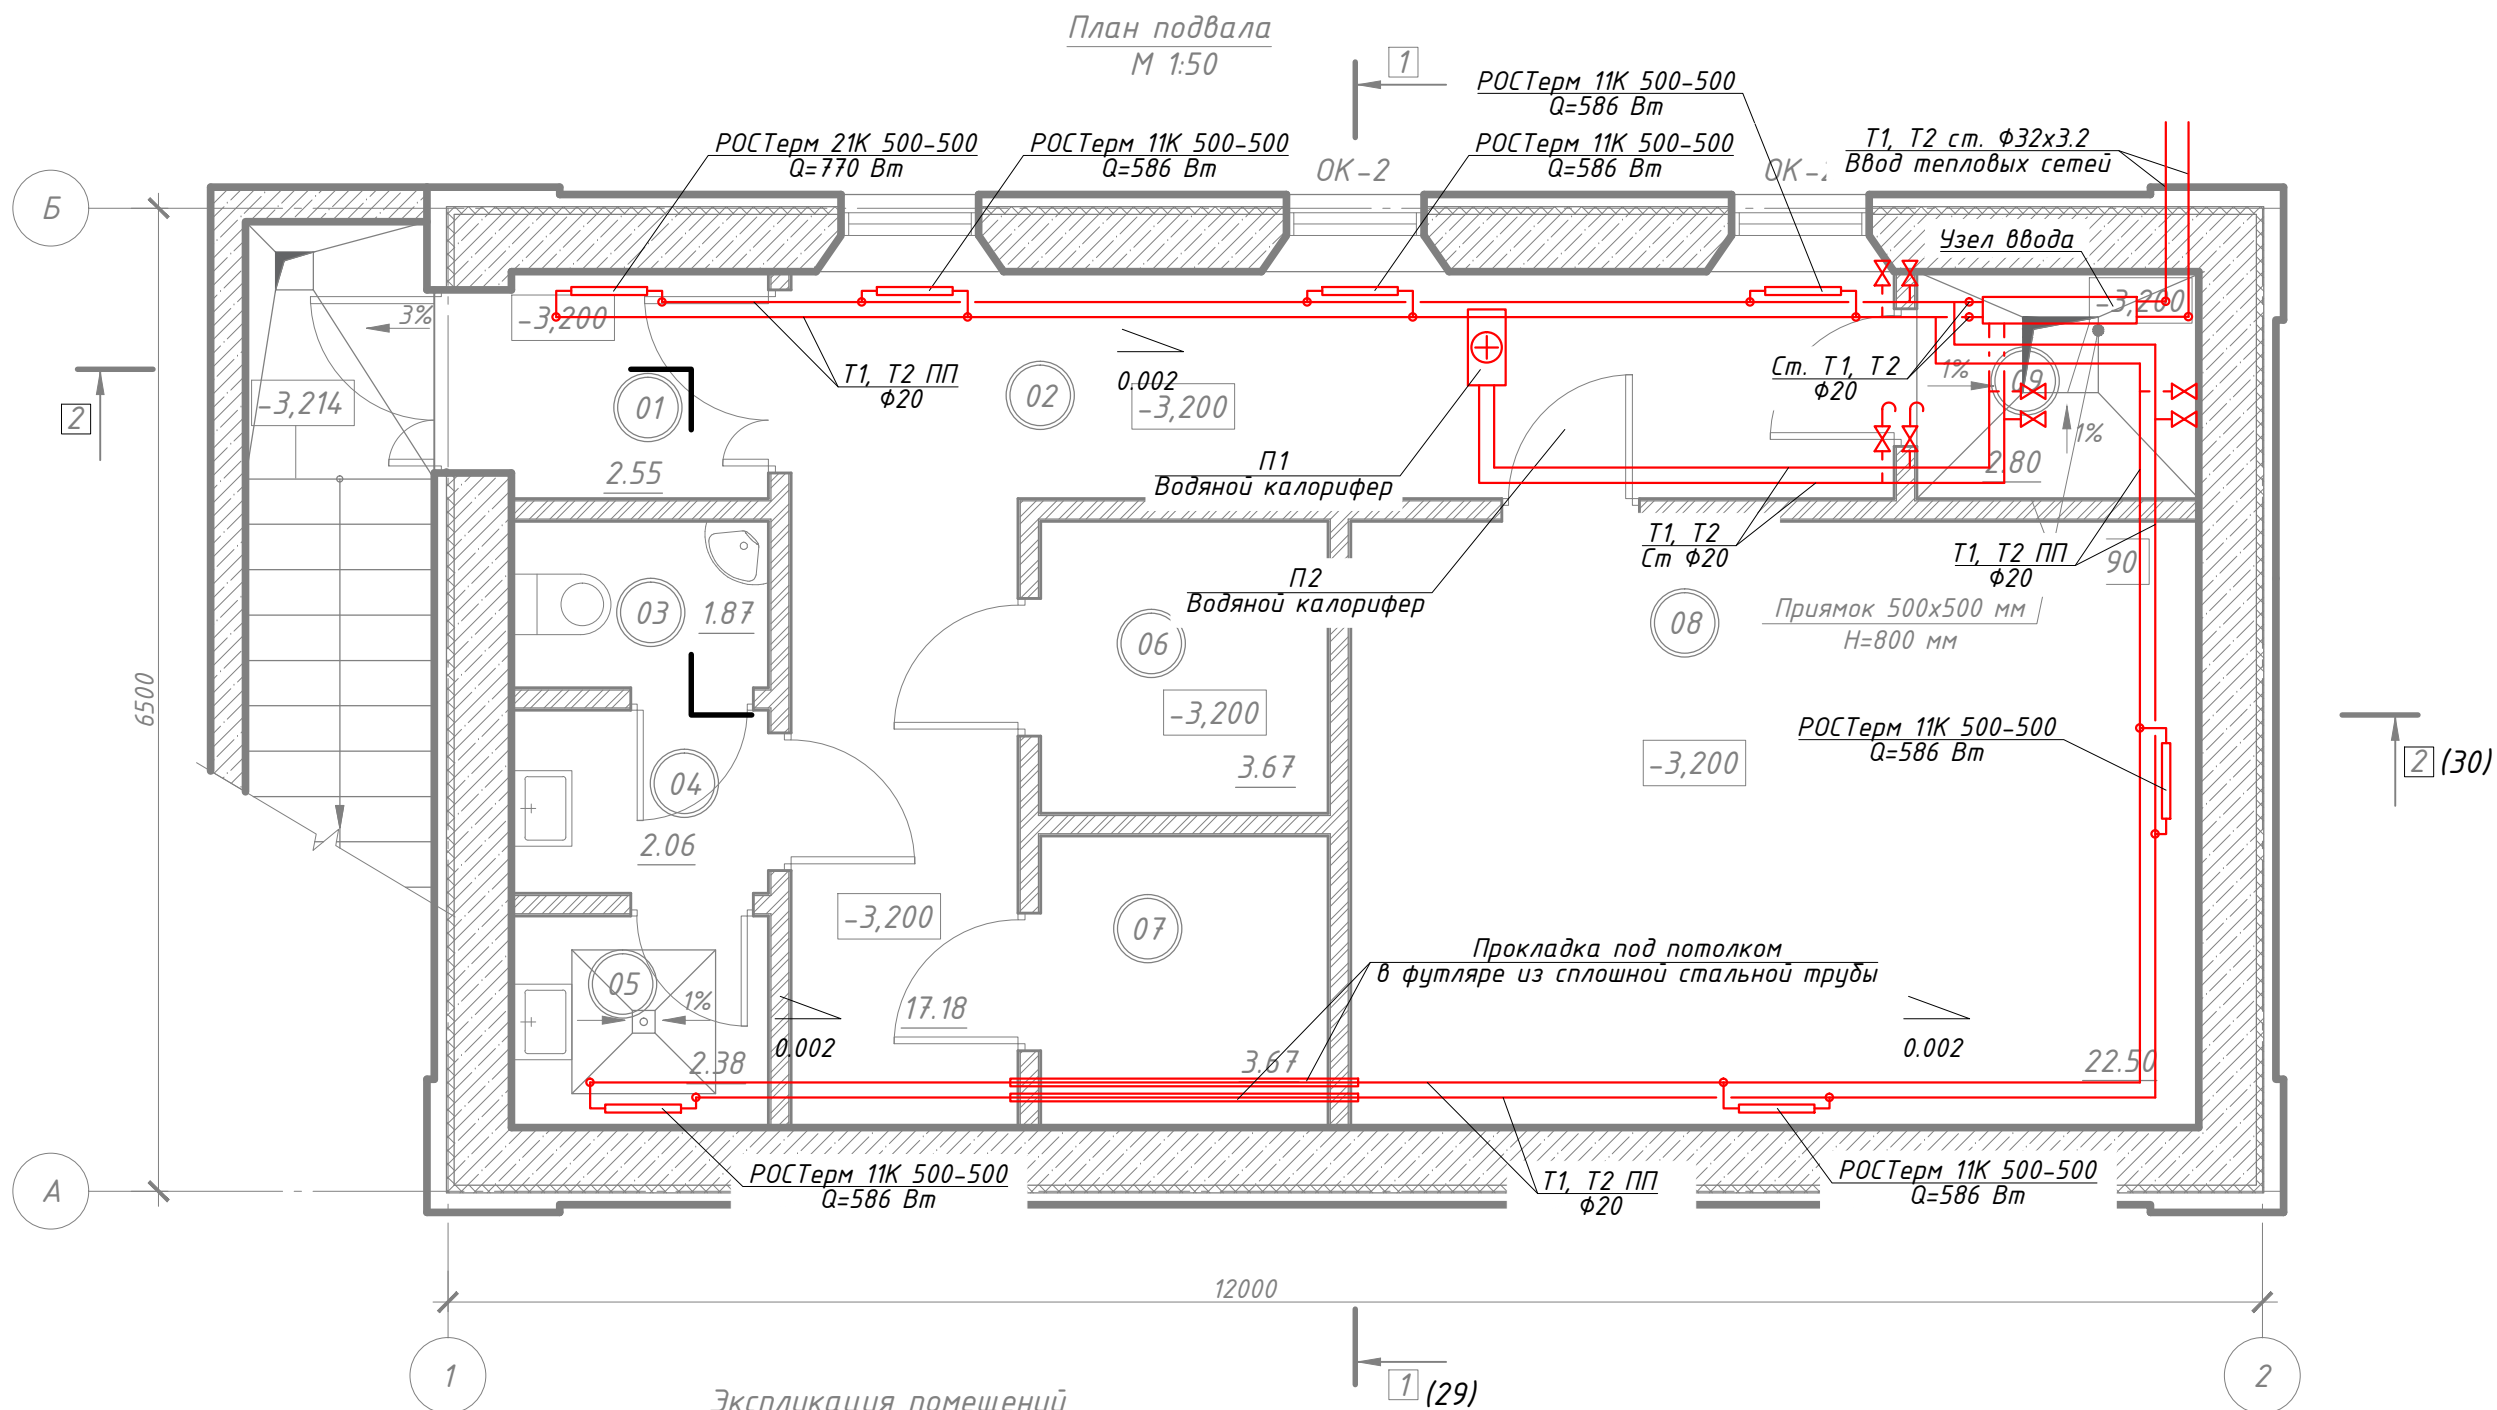 План подвала
М 1:50
1
РОСТерм 11К 500-500
Q=586 Вт
РОСТерм 21К 500-500
Q=770 Вт
РОСТерм 11К 500-500
Q=586 Вт
РОСТерм 11К 500-500
Q=586 Вт
Т1, Т2 ст. Ф32х3.2
Ввод тепловых сетей
ОК-2
ОК-
Б
Узел ввода
3%
-3,200
-3,200
-3,214
2
01
Т1, Т2 ПП
Ф20
02
0.002
-3,200
Ст. Т1, Т2
Ф20
1%
09
1%
2.55
П1
Водяной калорифер
2.80
Т1, Т2
Ст Ф20
Т1, Т2 ПП
Ф20
90
П2
Водяной калорифер
03
1.87
06
08
Приямок 500х500 мм
Н=800 мм
6500
-3,200
3.67
РОСТерм 11К 500-500
Q=586 Вт
-3,200
2 (30)
04
2.06
-3,200
07
Прокладка под потолком
в футляре из сплошной стальной трубы
05
1%
17.18
2.38
0.002
3.67
0.002
22.50
А
РОСТерм 11К 500-500
Q=586 Вт
Т1, Т2 ПП
Ф20
РОСТерм 11К 500-500
Q=586 Вт
12000
1
1 (29)
2
Экспликация помещений